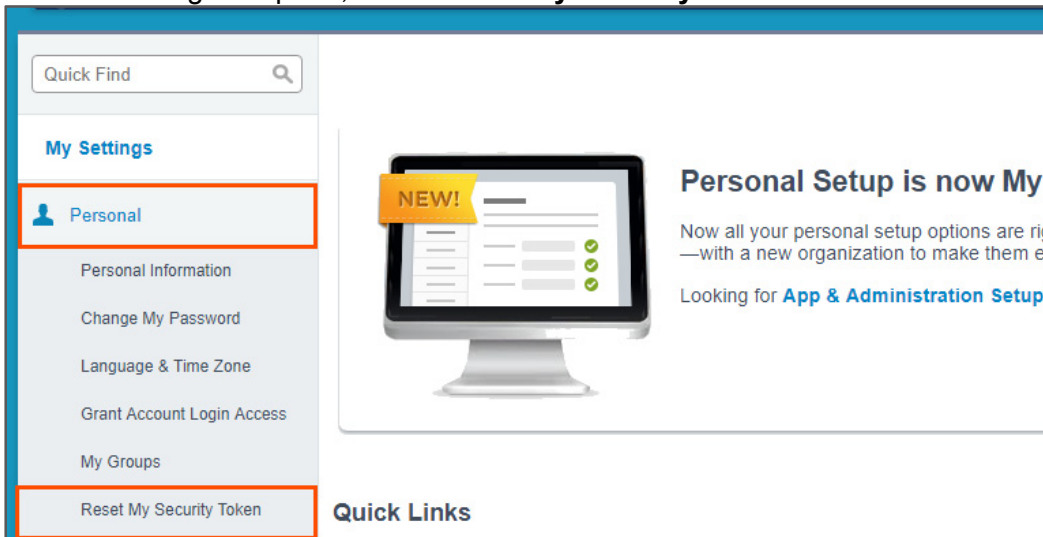 Quick Find
My Settings
Personal
Personal Information
Change My Password
Language & Time Zone
Grant Account Login Access
My Groups
Reset My Security Token
NEW!
Personal Setup is now My
Now all your personal setup options are
—with a new organization to make them
Looking for App & Administration Setup
Quick Links